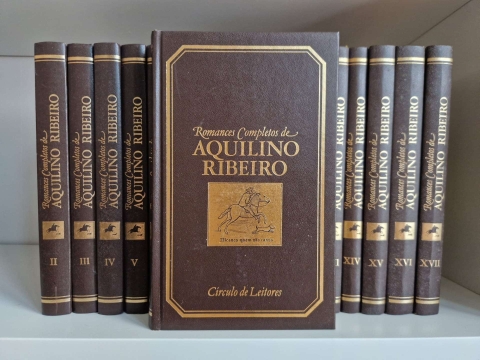 Romances Completos de
AQUILINO RIBEIRO
II
Romances Completos de
AQUILINO RIBEIRO
III
Romances Completos de
AQUILINO RIBEIRO
IV
Romances Completos de
AQUILINO RIBEIRO
V
Romances Completos de
AQUILINO
RIBEIRO
Círculo de Leitores
Romances Completos de
AQUILINO RIBEIRO
XIV
Romances Completos de
AQUILINO RIBEIRO
XV
Romances Completos de
AQUILINO RIBEIRO
XVI
Romances Completos de
AQUILINO RIBEIRO
XVII